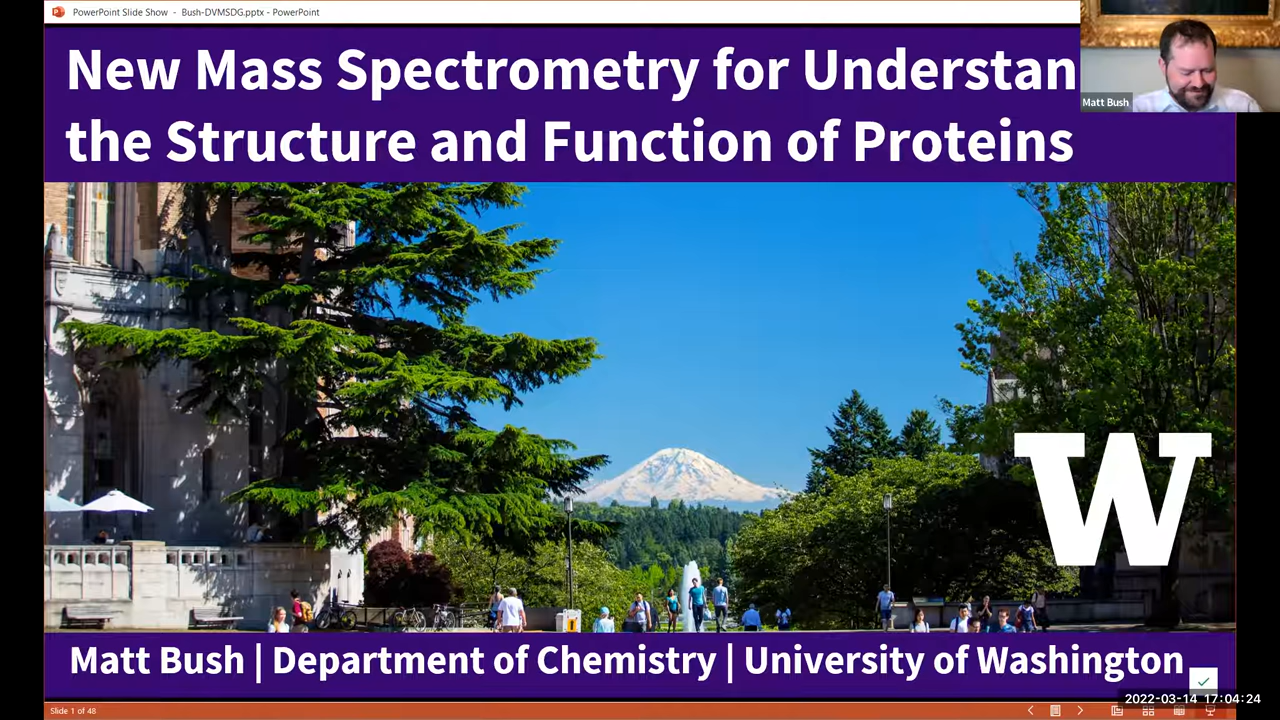 PowerPoint Slide Show - Bush-DVMSDG.pptx - PowerPoint
New Mass Spectrometry for Understan
the Structure and Function of Proteins
Matt Bush
W
Matt Bush | Department of Chemistry | University of Washington
2022-03-14 17:04:24
Slide 1 of 48